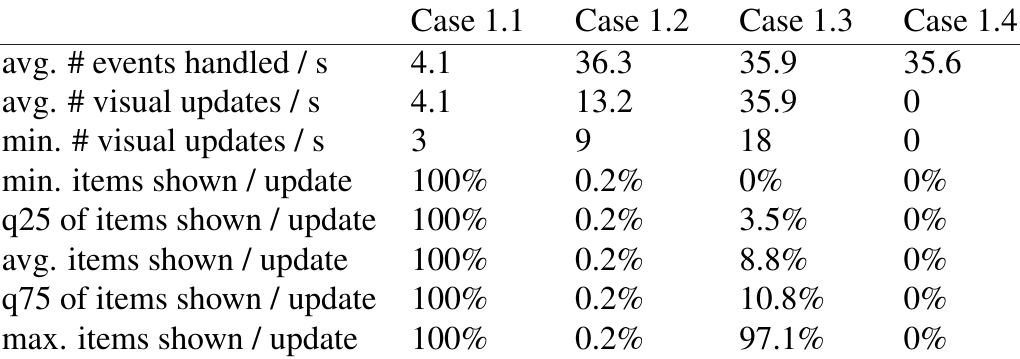 Case 1.1 Case 1.2 Case 1.3 Case 1.4
avg. # events handled / s 4.1 36.3 35.9 35.6
avg. # visual updates / s 4.1 13.2 35.9 0
min. # visual updates / s 3 9 18 0
min. items shown / update 100% 0.2% 0% 0%
q25 of items shown / update 100% 0.2% 3.5% 0%
avg. items shown / update 100% 0.2% 8.8% 0%
q75 of items shown / update 100% 0.2% 10.8% 0%
max. items shown / update 100% 0.2% 97.1% 0%